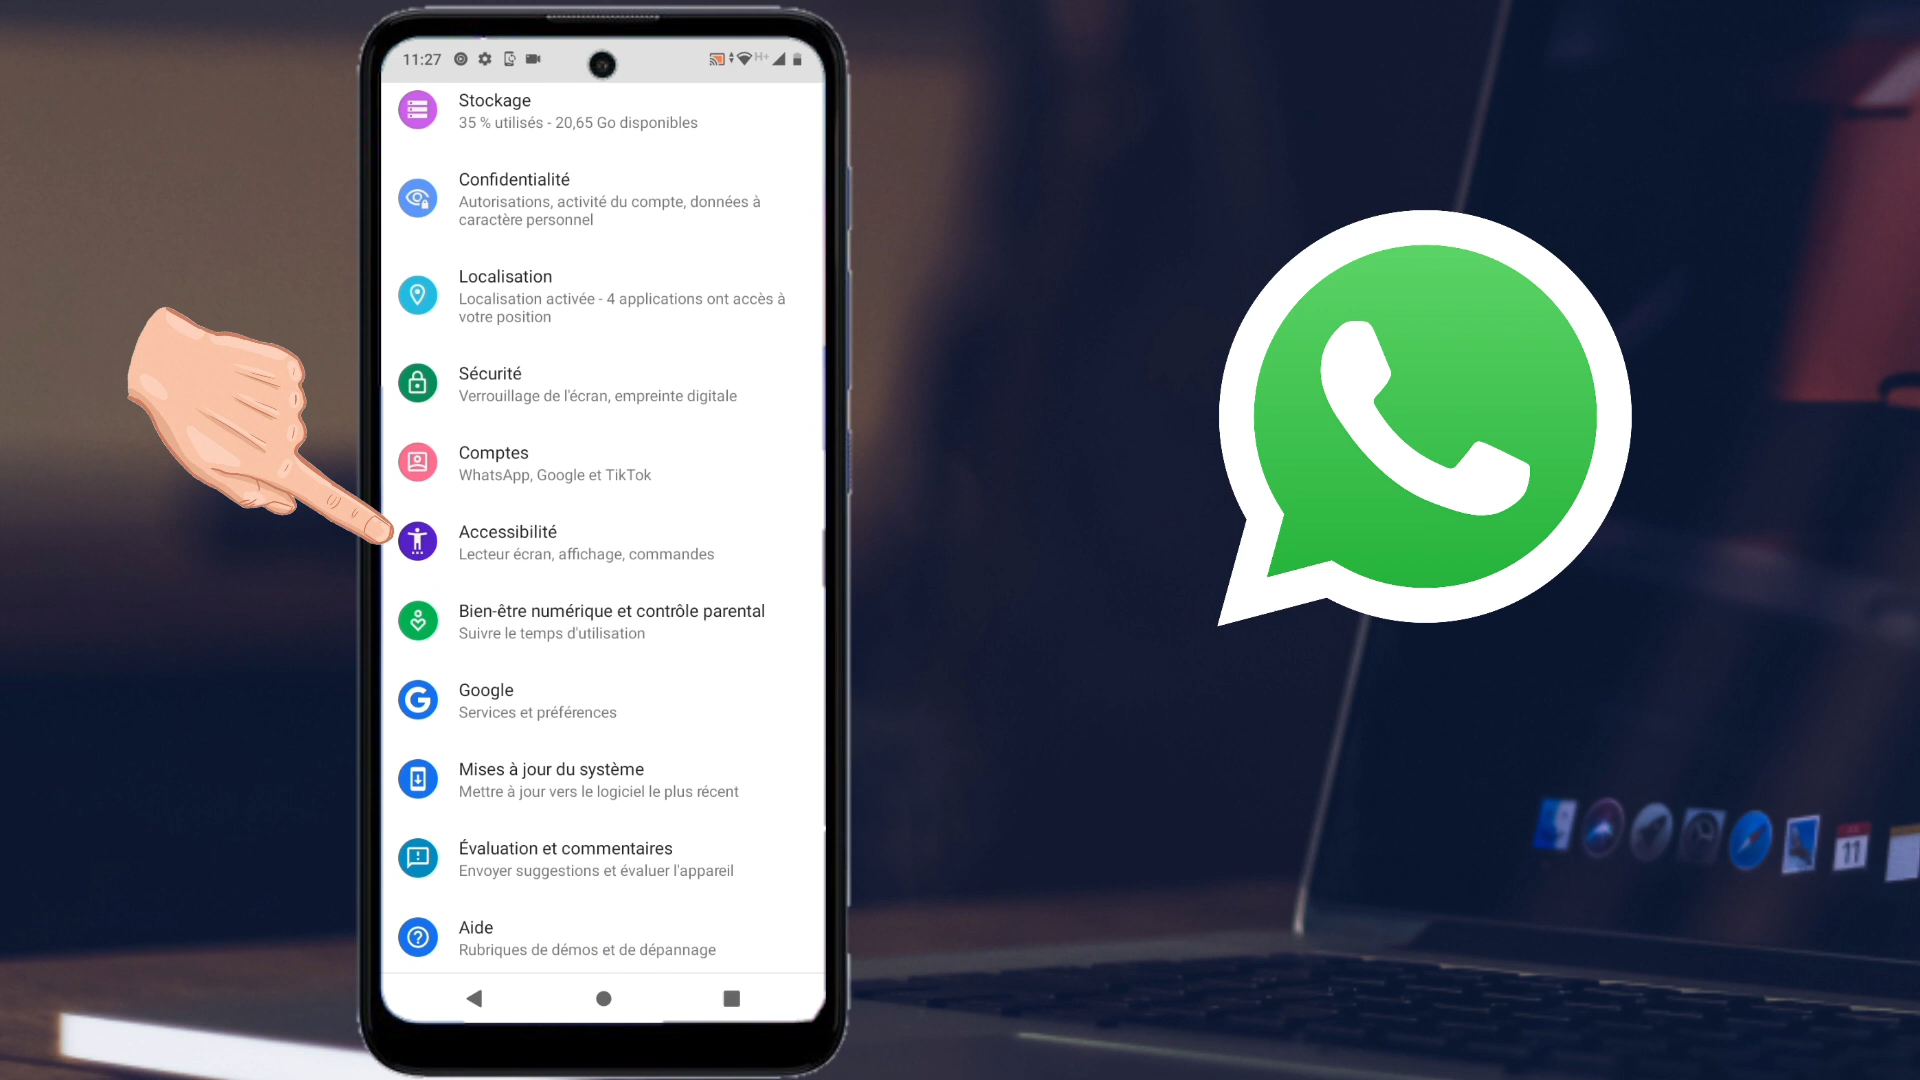 11:27
H+
Stockage
35 % utilisés - 20,65 Go disponibles
Confidentialité
Autorisations, activité du compte, données à
caractère personnel
Localisation
Localisation activée - 4 applications ont accès à
votre position
Sécurité
Verrouillage de l'écran, empreinte digitale
Comptes
WhatsApp, Google et TikTok
Accessibilité
Lecteur écran, affichage, commandes
Bien-être numérique et contrôle parental
Suivre le temps d'utilisation
G
Google
Services et préférences
Mises à jour du système
Mettre à jour vers le logiciel le plus récent
Évaluation et commentaires
Envoyer suggestions et évaluer l'appareil
Aide
Rubriques de démos et de dépannage
11